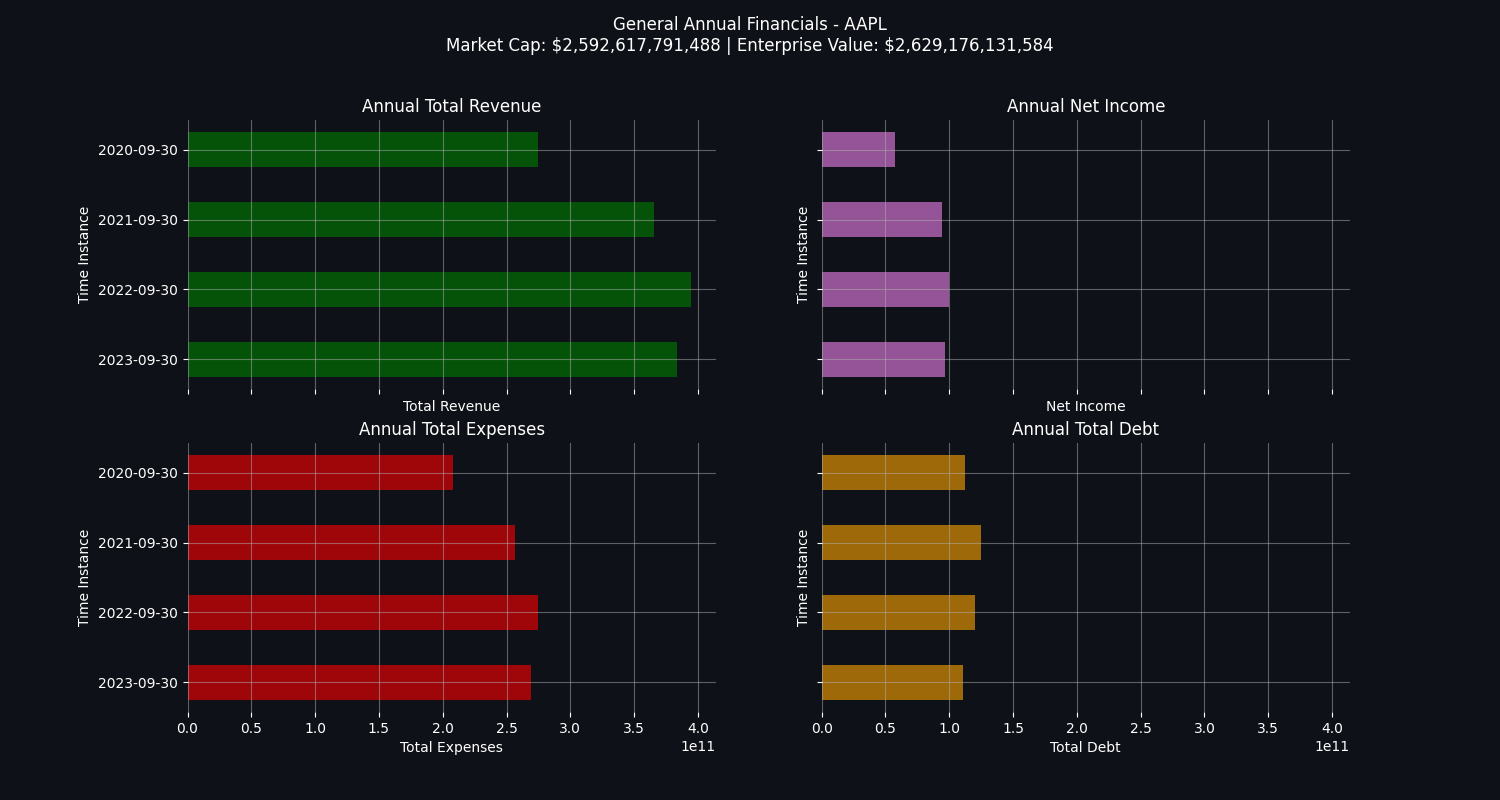 General Annual Financials - AAPL
Market Cap: $2,592,617,791,488 | Enterprise Value: $2,629,176,131,584
Annual Total Revenue
Time Instance
2020-09-30
2021-09-30
2022-09-30
2023-09-30
Total Revenue
Annual Net Income
Time Instance
Net Income
Annual Total Expenses
Time Instance
2020-09-30
2021-09-30
2022-09-30
2023-09-30
0.0 0.5 1.0 1.5 2.0 2.5 3.0 3.5 4.0
1e11
Total Expenses
Annual Total Debt
Time Instance
0.0 0.5 1.0 1.5 2.0 2.5 3.0 3.5 4.0
1e11
Total Debt